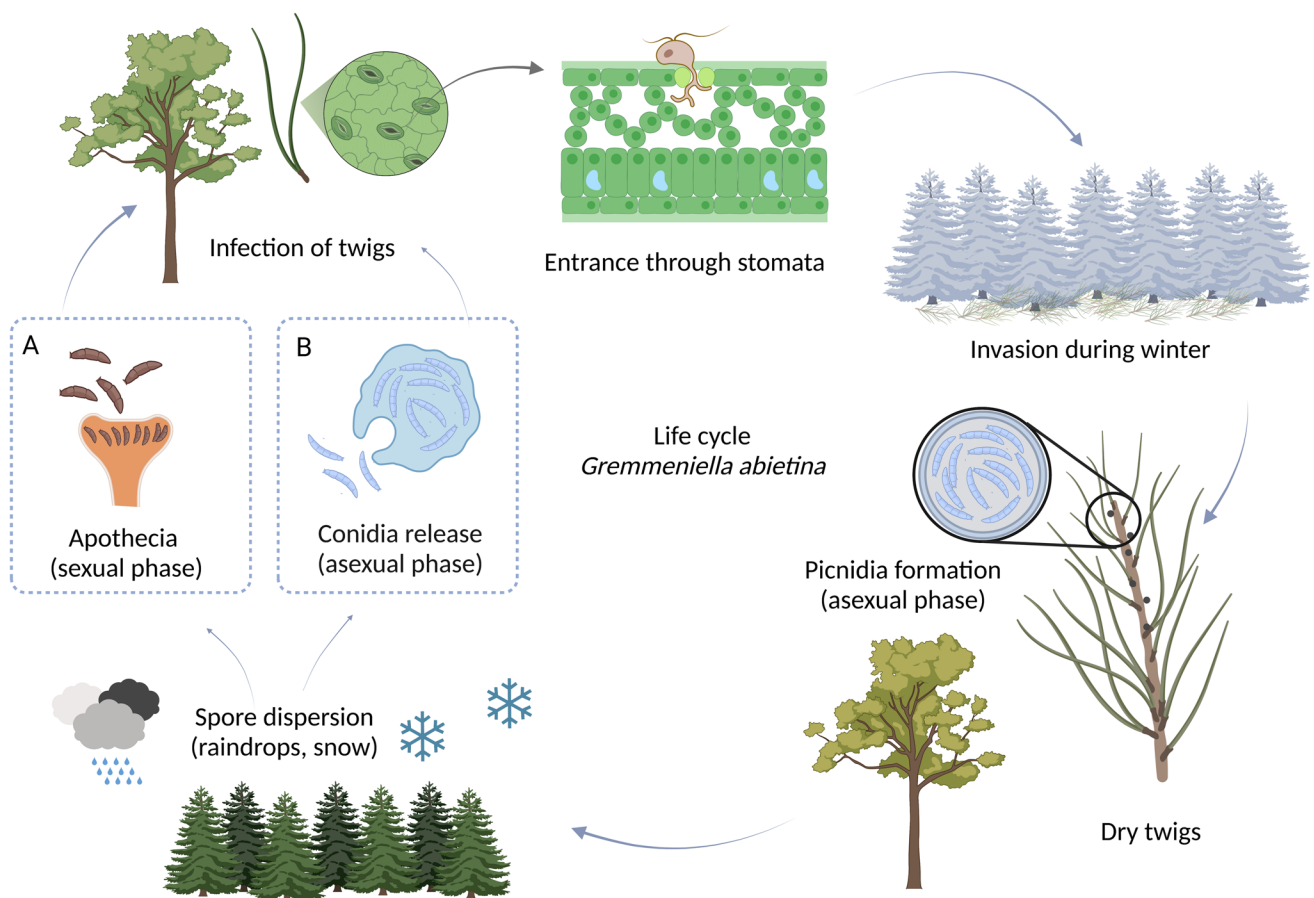 Infection of twigs
Entrance through stomata
Invasion during winter
A
B
Apothecia
(sexual phase)
Conidia release
(asexual phase)
Life cycle
Gremmeniella abietina
Picnidia formation
(asexual phase)
Spore dispersion
(raindrops, snow)
Dry twigs